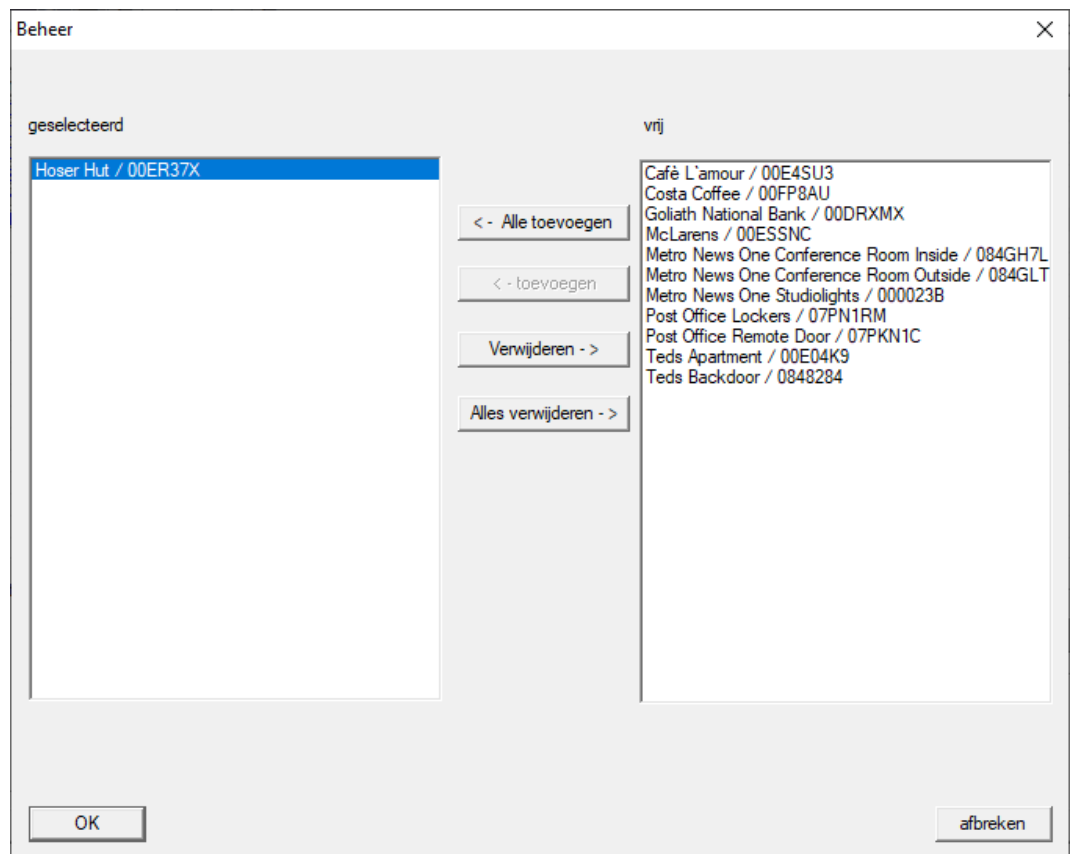 Beheer
geselecteerd
vrij
Hoser Hut / 00ER37X
< - Alle toevoegen
< - toevoegen
Verwijderen - >
Alles verwijderen - >
Cafè L`amour / 00E4SU3
Costa Coffee / 00FP8AU
Goliath National Bank / 00DRXMX
McLarens / 00ESSNC
Metro News One Conference Room Inside / 084GH7L
Metro News One Conference Room Outside / 084GLT
Metro News One Studiolights / 000023B
Post Office Lockers / 07PN1RM
Post Office Remote Door / 07PKN1C
Teds Apartment / 00E04K9
Teds Backdoor / 0848284
OK
afbreken